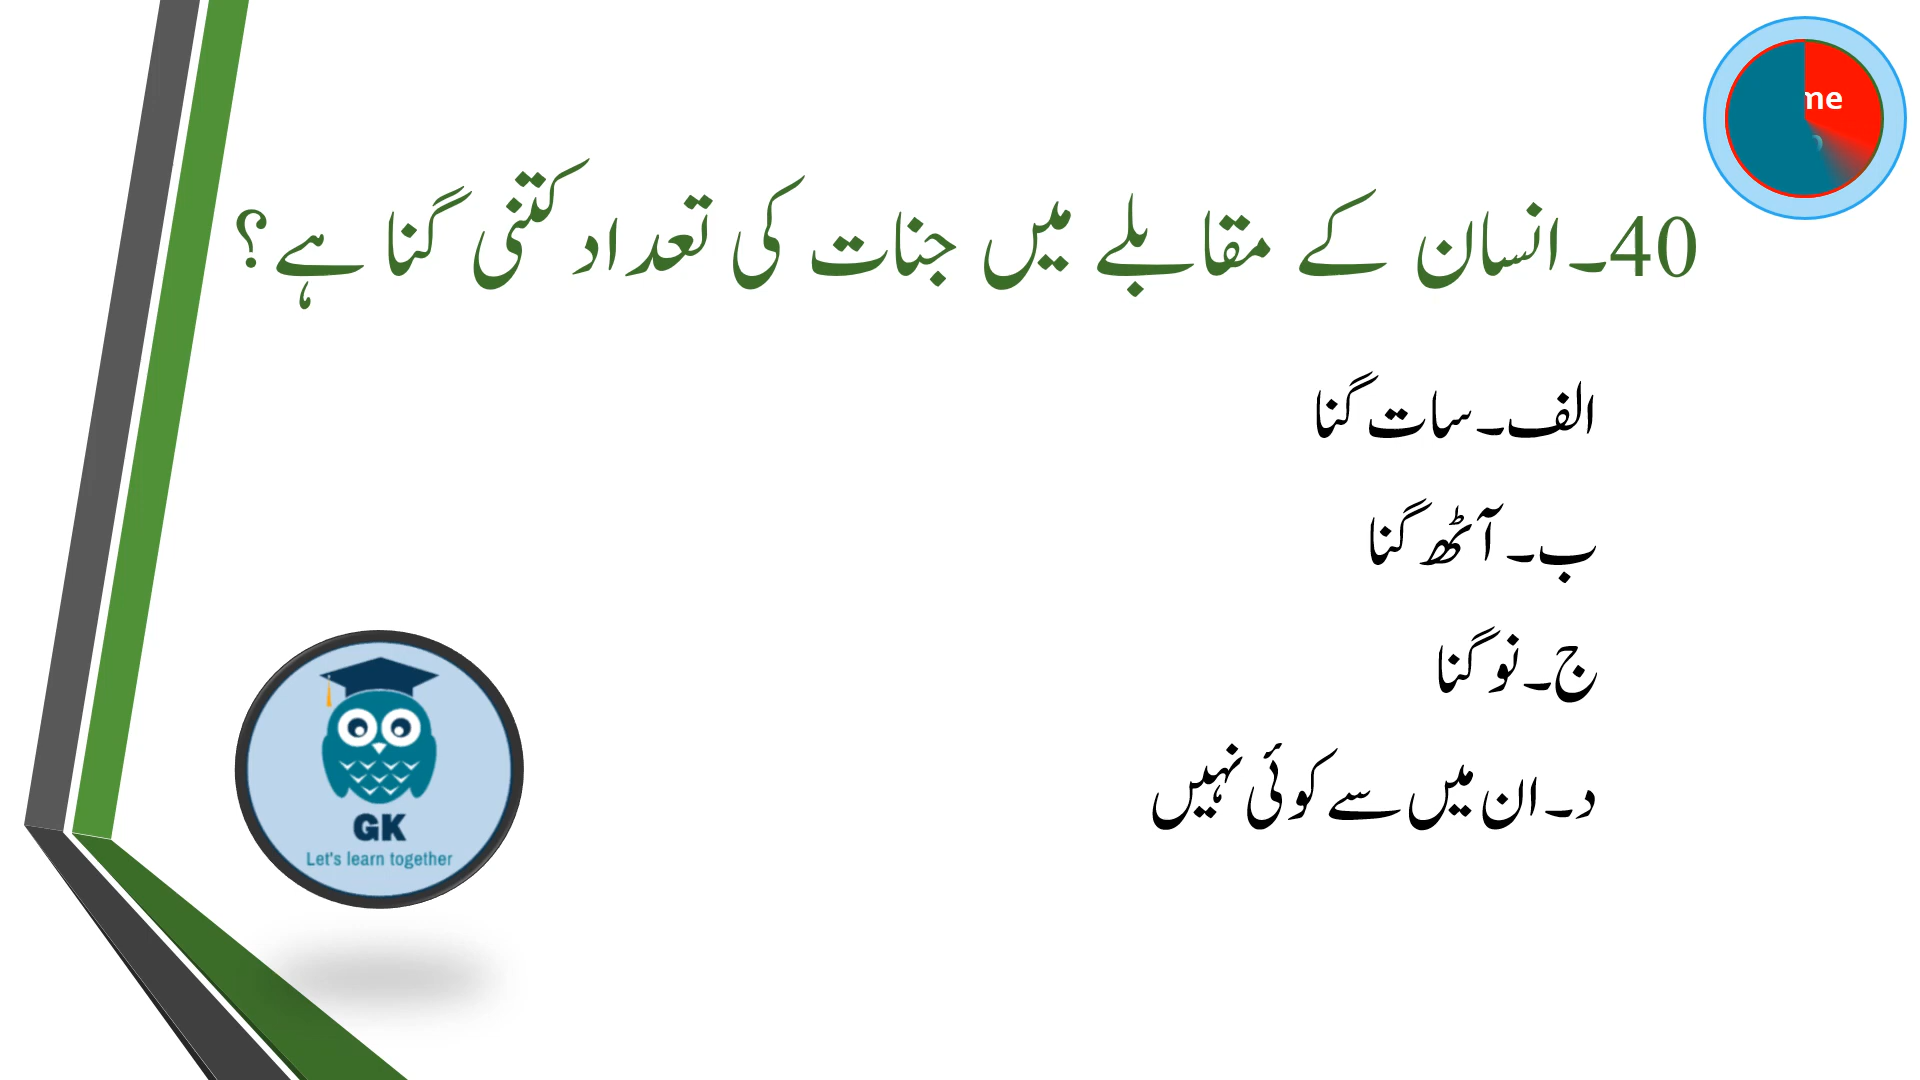 me
40۔انسان کے مقابلے میں جنات کی تعداد کتنی گنا ہے؟
الف۔سات گنا
ب۔ آٹھ گنا
ج۔نو گنا
د۔ان میں سے کوئی نہیں
GK
Let's learn together